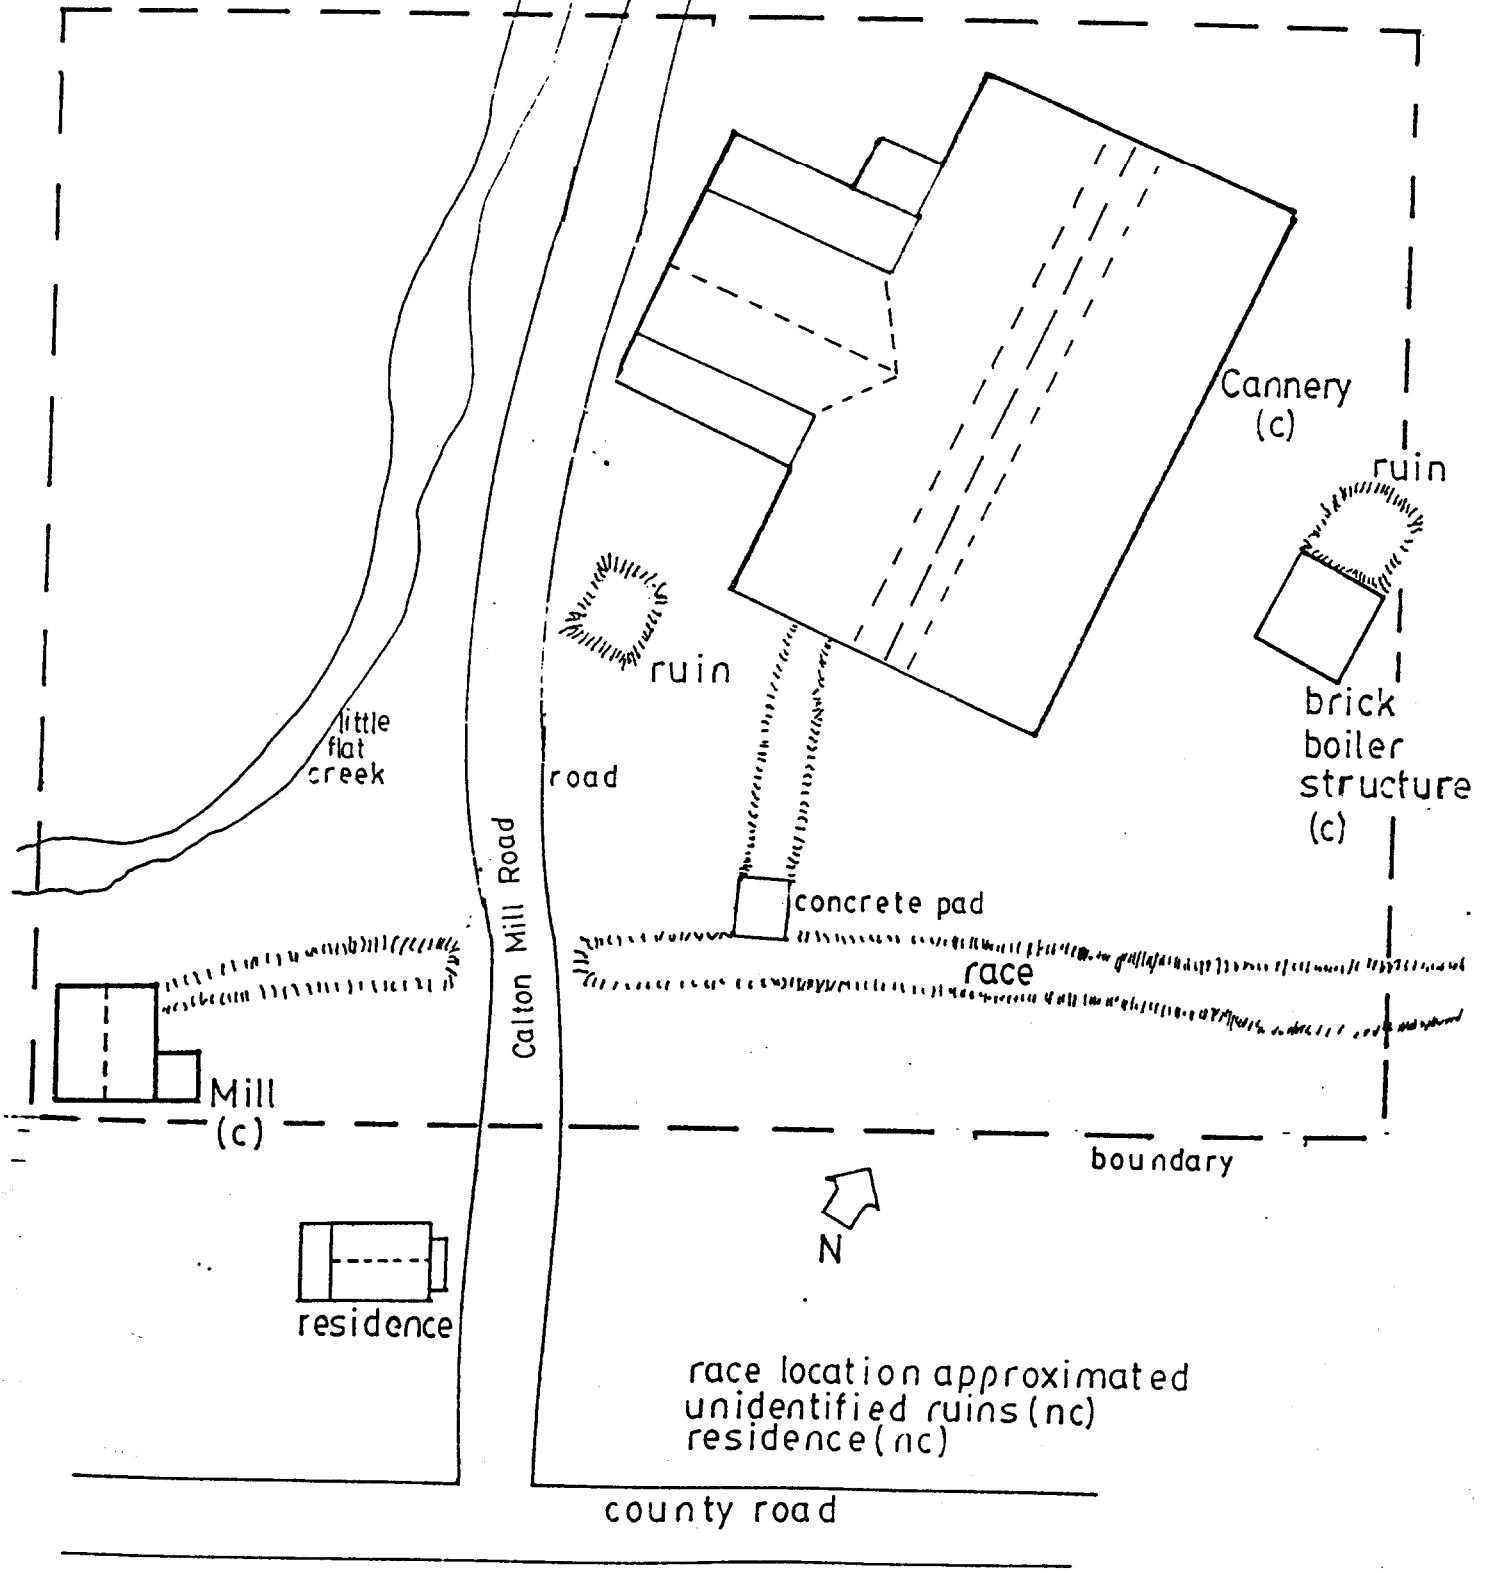 Cannery
(c)
ruin
ruin
brick
boiler
structure
(c)
little
flat
creek
road
Calton Mill Road
concrete pad
race
Mill
(c)
boundary
N
residence
race location approximated
unidentified ruins (nc)
residence (nc)
county road